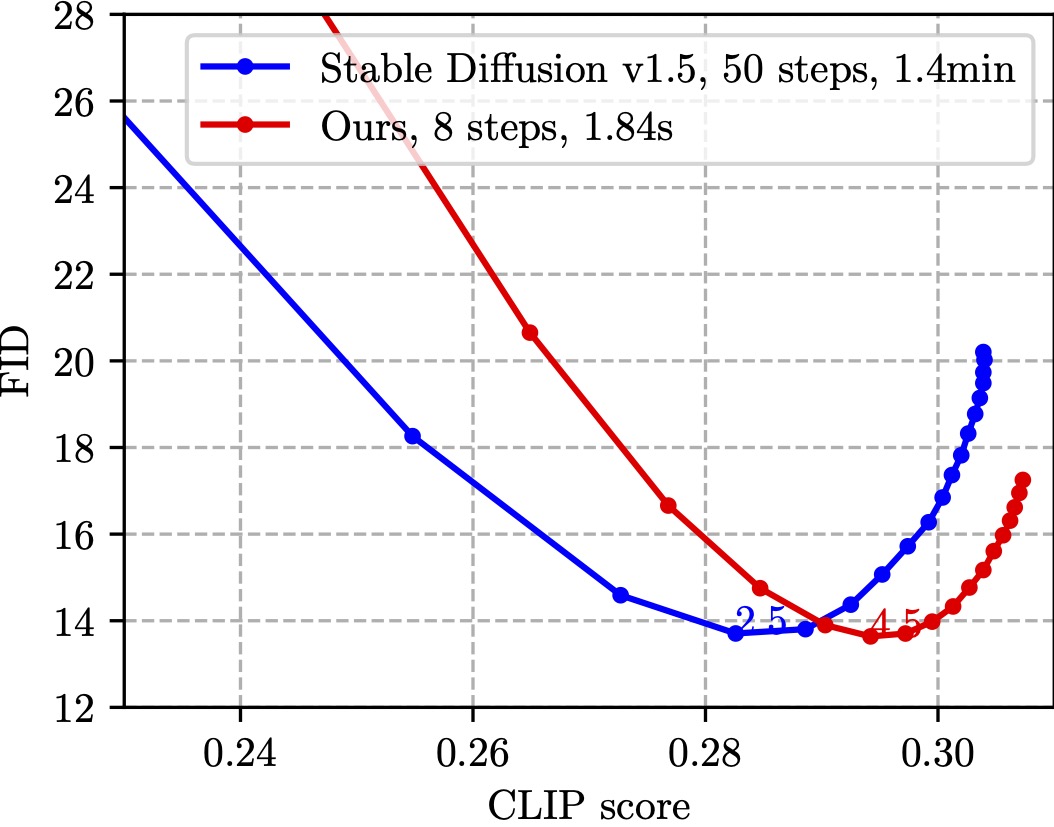 28
26
24
22
20
18
16
14
12
FID
Stable Diffusion v1.5, 50 steps, 1.4min
Ours, 8 steps, 1.84s
2.5
4.5
0.24 0.26 0.28 0.30
CLIP score